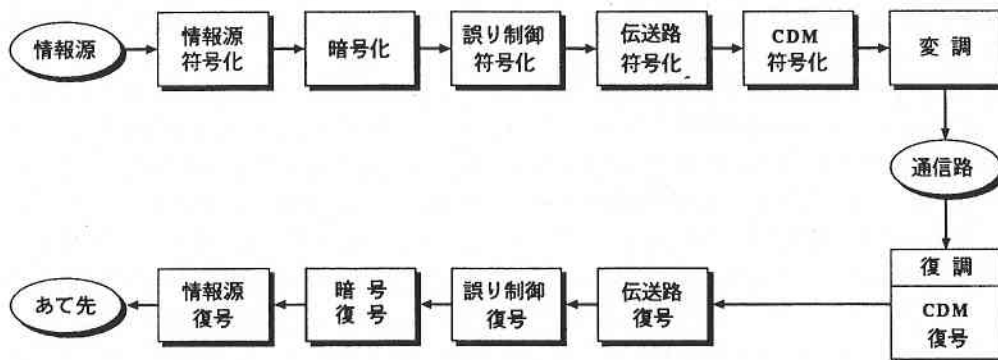 情報源
情報源
符号化
暗号化
誤り制御
符号化
伝送路
符号化
CDM
符号化
変調
通信路
復調
CDM
復号
伝送路
復号
誤り制御
復号
暗号
復号
情報源
復号
あて先